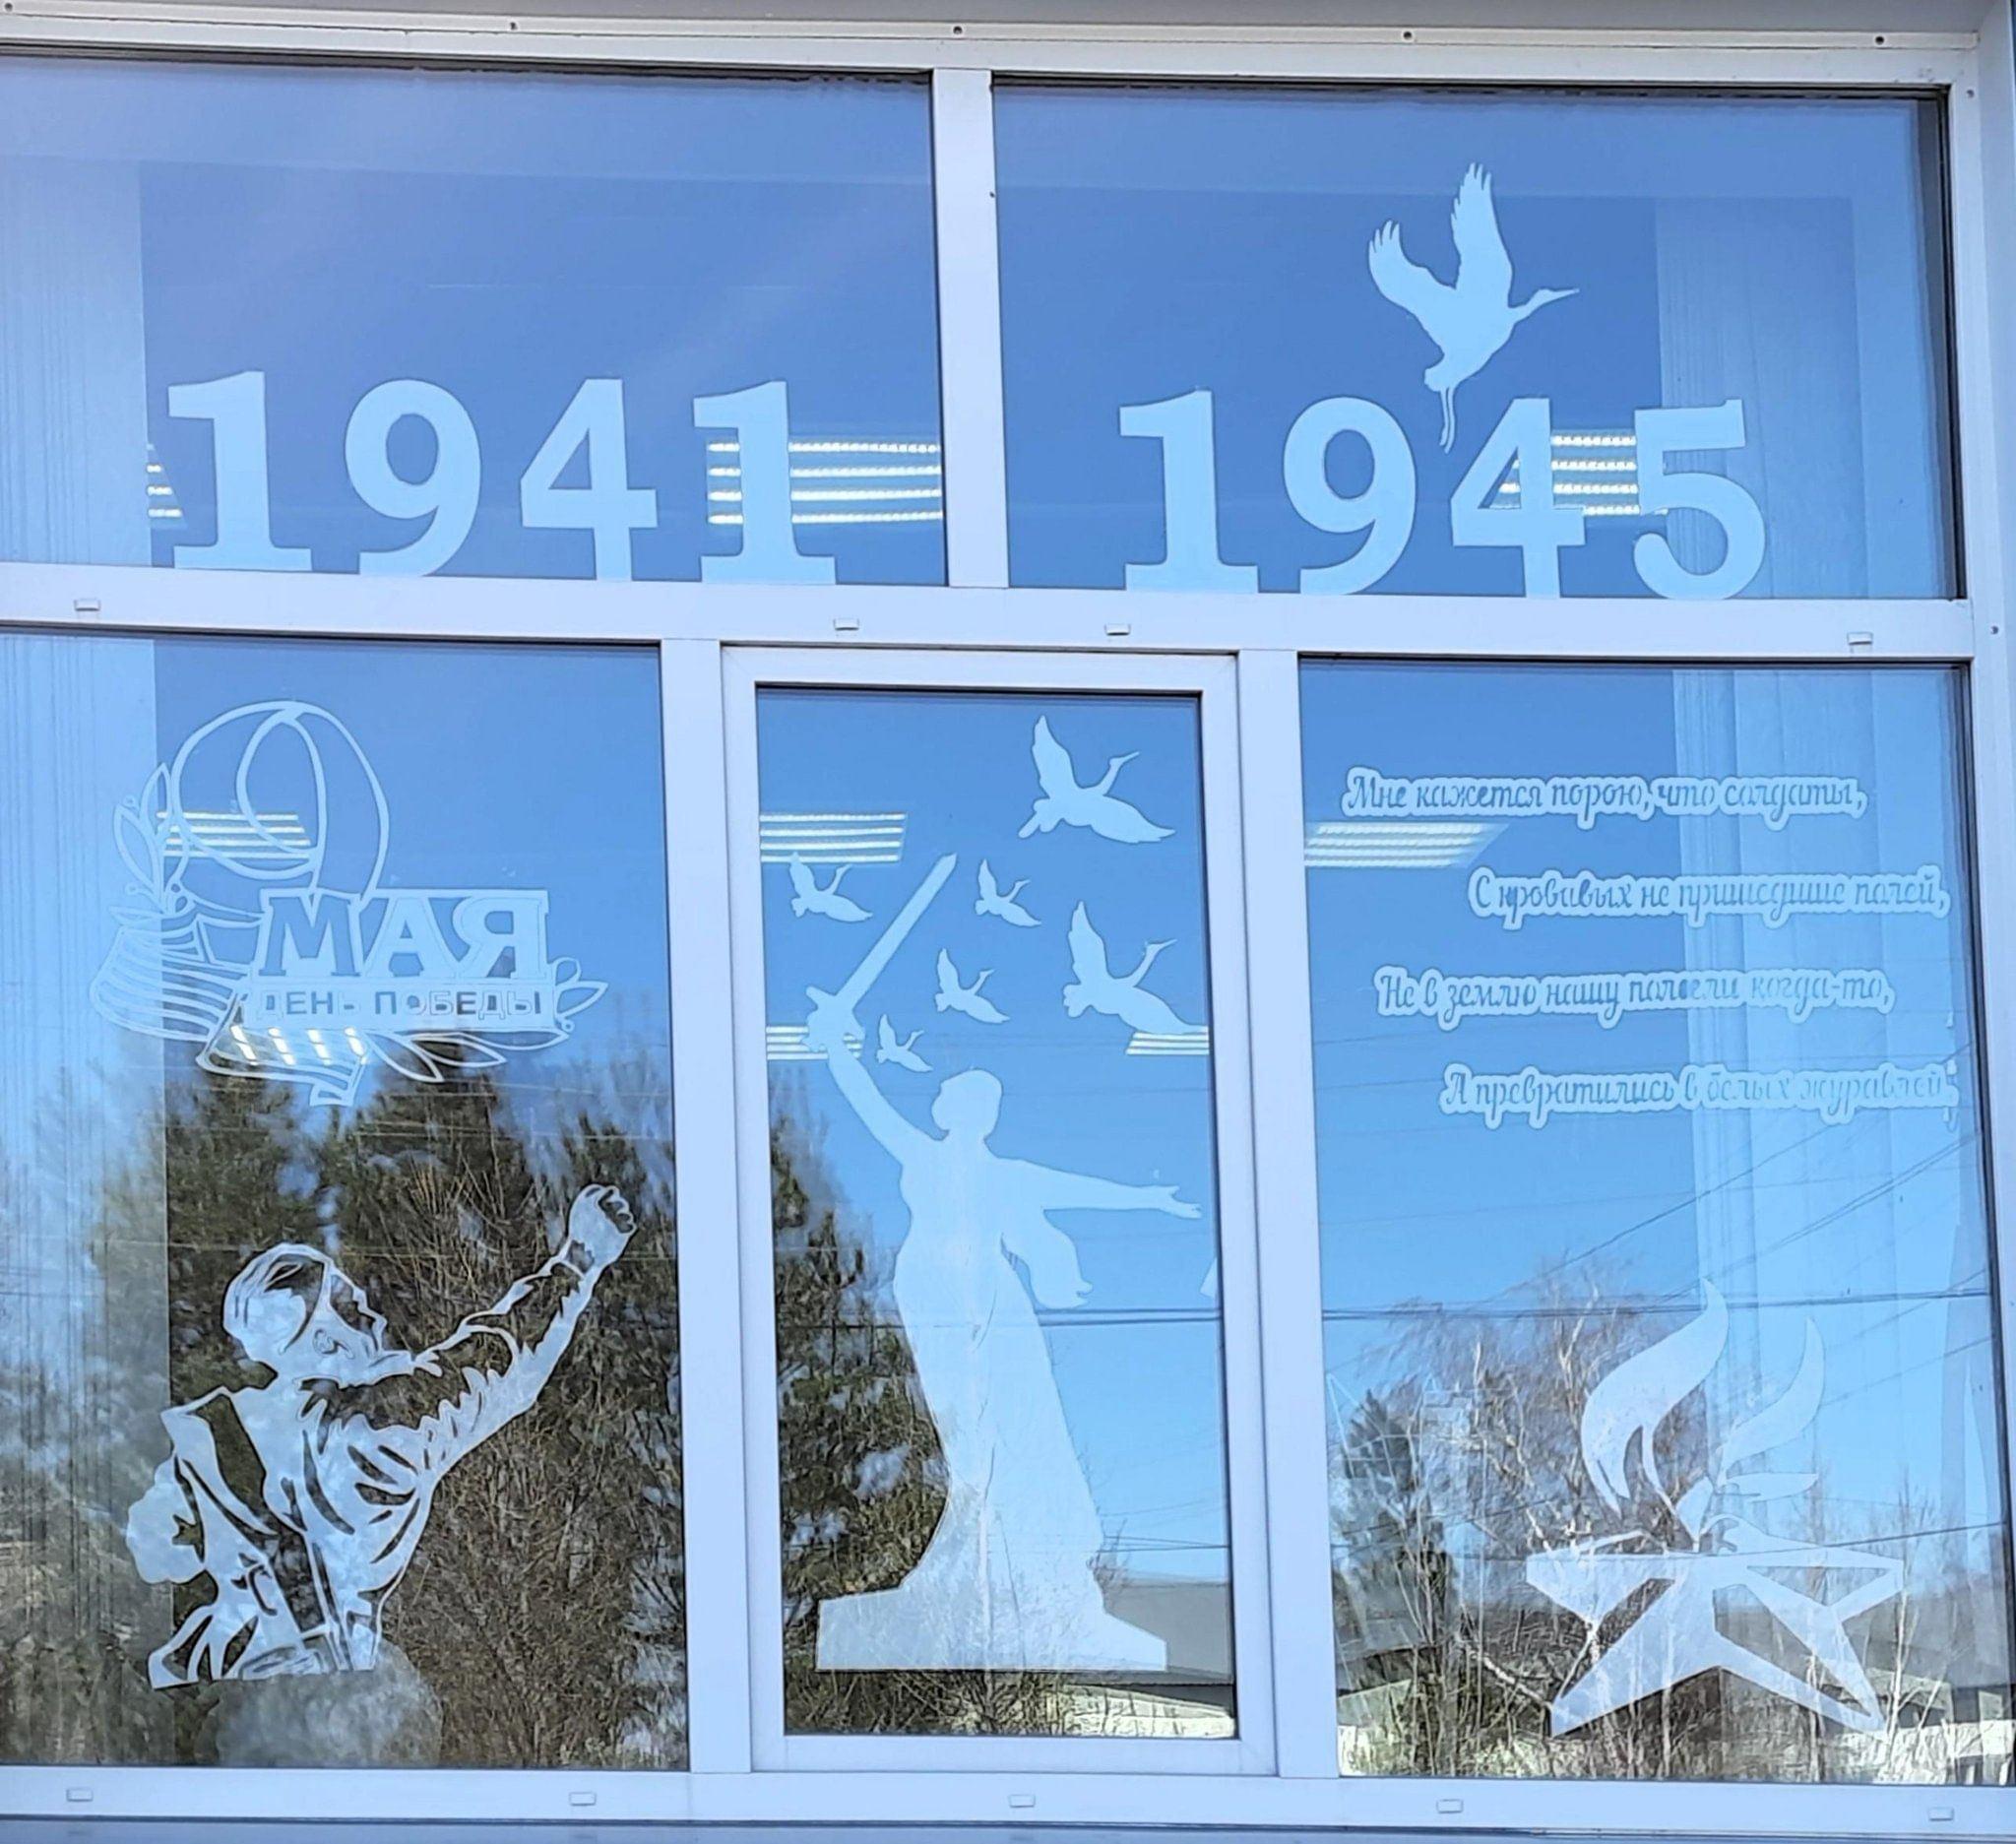 1941
1945
9
МАЯ
ДЕНЬ ПОБЕДЫ
Мне кажется порою, что солдаты,
С кровавых не пришедшие полей,
Не в землю нашу полегли когда-то,
А превратились в белых журавлей.